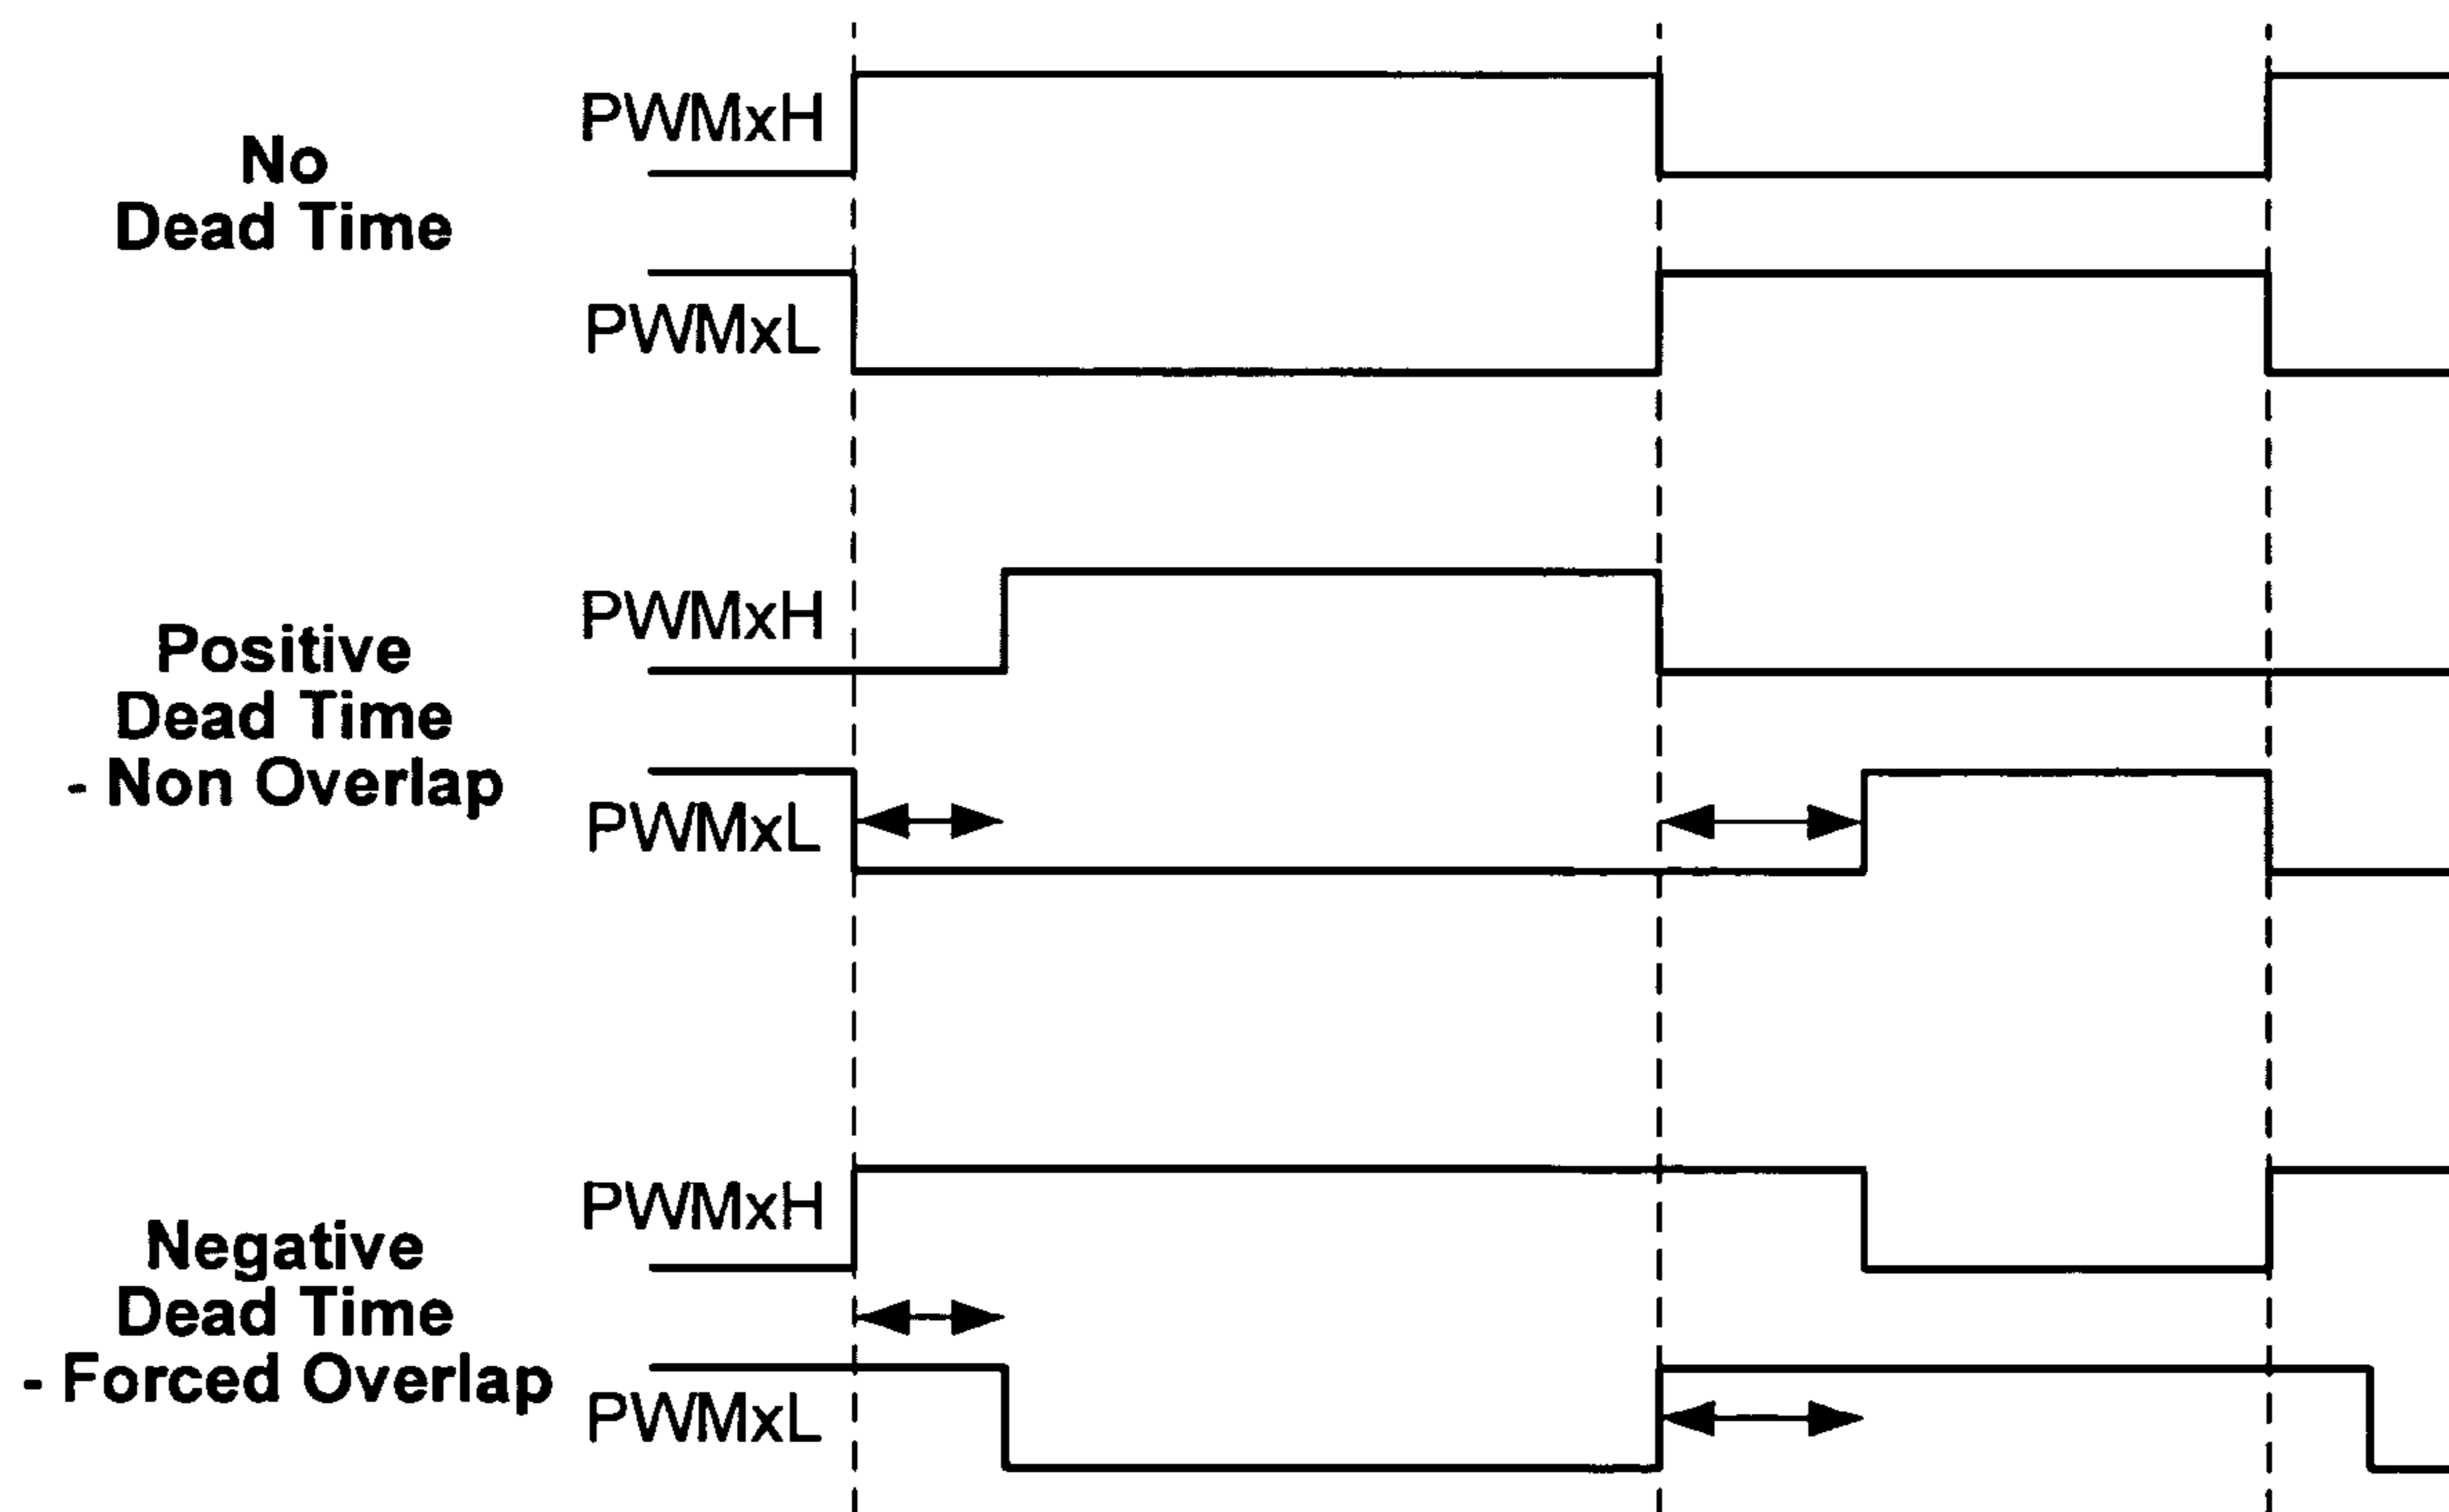 PWMxH
No
Dead Time
PWMxL
PWMxH
Positive
Dead Time
- Non Overlap
PWMxL
PWMxH
Negative
Dead Time
- Forced Overlap
PWMxL